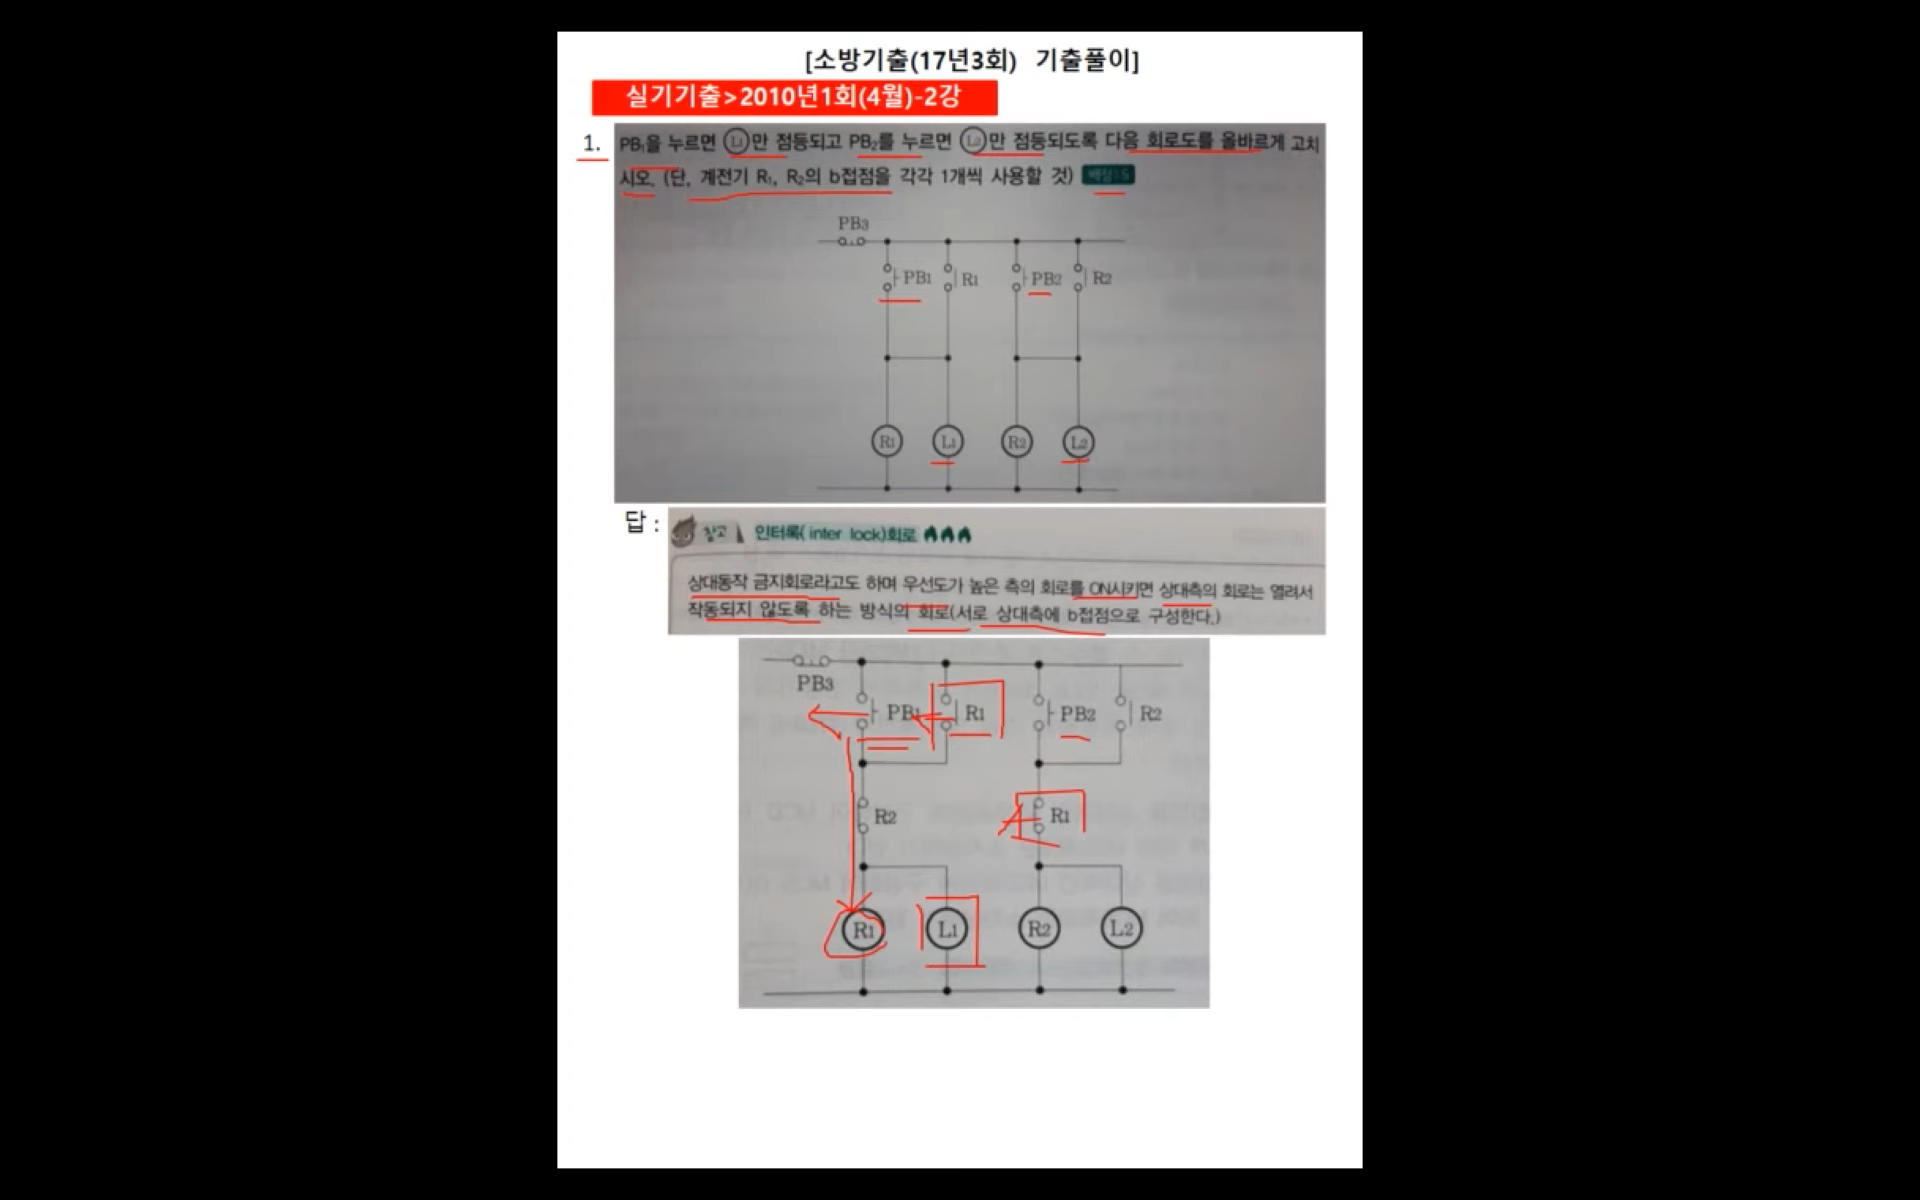 [소방기출(17년3회) 기출풀이]
실기기출>2010년1회(4월)-2강
1. PB₁을 누르면 L1만 점등되고 PB₂를 누르면 L2만 점등되도록 다음 회로도를 올바르게 고치
시오. (단, 계전기 R₁, R₂의 b접점을 각각 1개씩 사용할 것)
PB3
PB1 R1 PB2 R2
R1 L1 R2 L2
답 :
참고 인터록(inter lock)회로
상대동작 금지회로라고도 하며 우선도가 높은 측의 회로를 ON시키면 상대측의 회로는 열려서
작동되지 않도록 하는 방식의 회로(서로 상대측에 b접점으로 구성한다.)
PB3
PB1 R1 PB2 R2
R2 R1
R1 L1 R2 L2